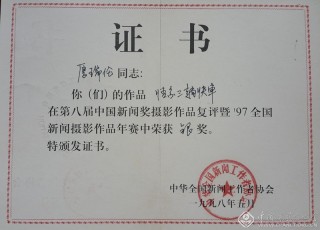 证书
同志：
你（们）的作品
在第八届中国新闻奖摄影作品复评暨'97全国
新闻摄影作品年赛中荣获 奖。
特颁发证书。
中华全国新闻工作者协会
一九九八年五月